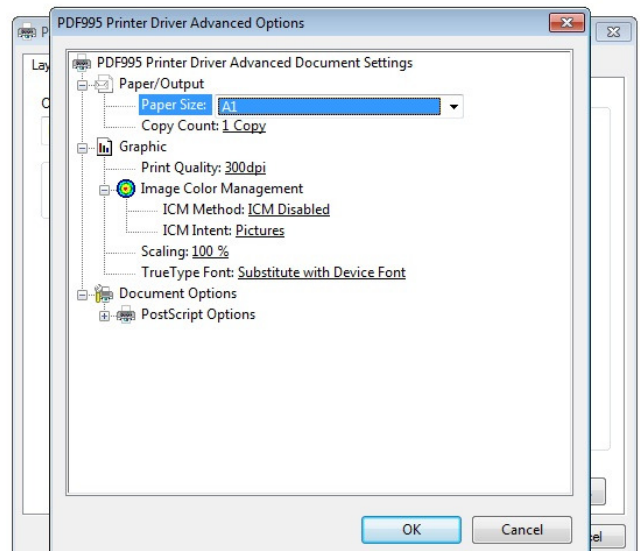 PDF995 Printer Driver Advanced Options
P
Lay
PDF995 Printer Driver Advanced Document Settings
Paper/Output
Paper Size: A1
Copy Count: 1 Copy
Graphic
Print Quality: 300dpi
Image Color Management
ICM Method: ICM Disabled
ICM Intent: Pictures
Scaling: 100 %
TrueType Font: Substitute with Device Font
Document Options
PostScript Options
OK Cancel
el